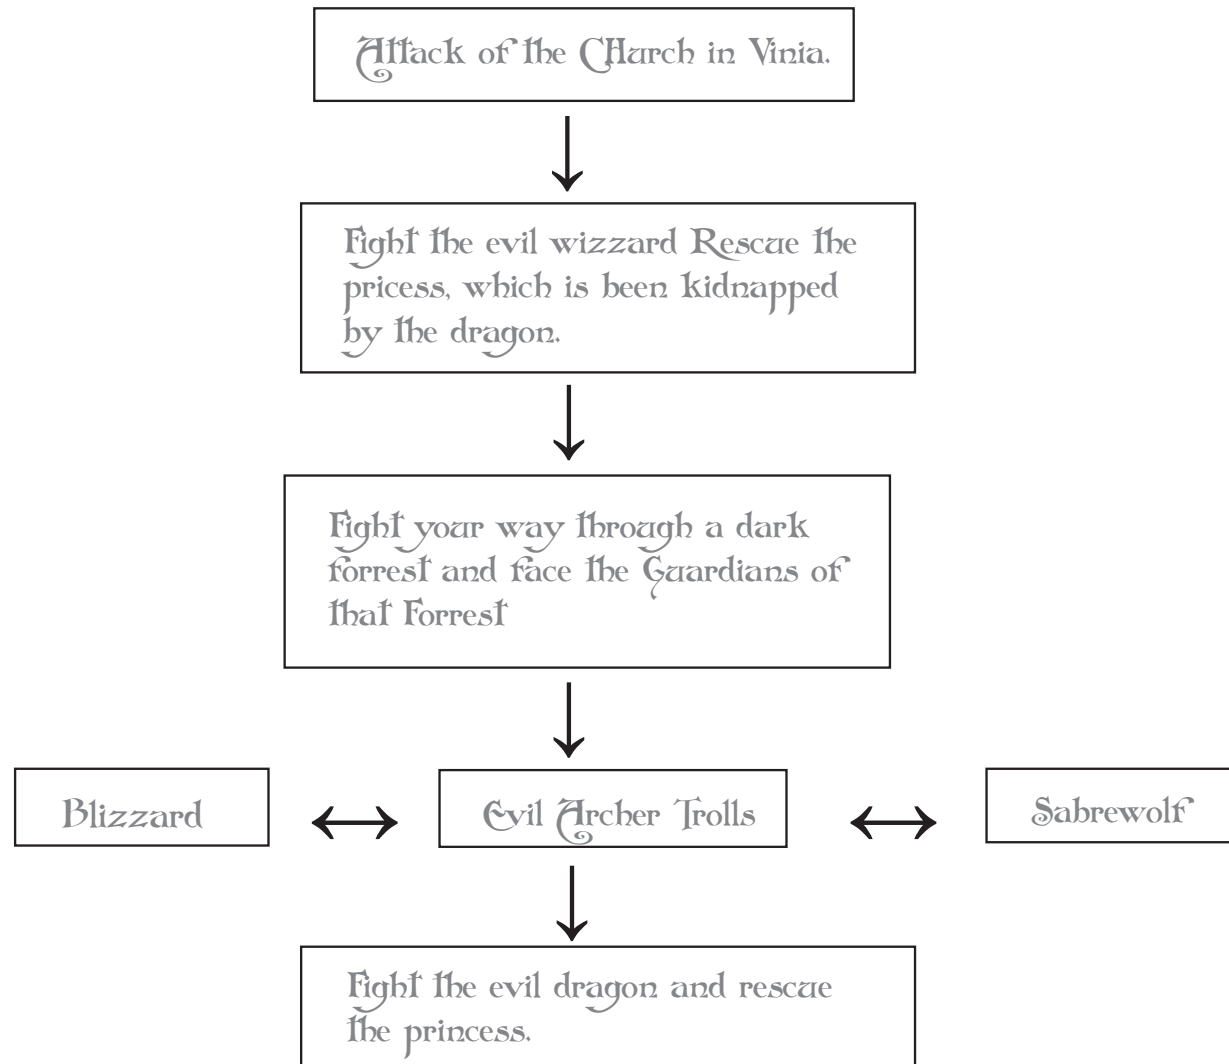 Attack of the CHurch in Vinia.
Fight the evil wizzard Rescue the
pricess, which is been kidnapped
by the dragon.
Fight your way through a dark
forrest and face the Guardians of
that Forrest
Blizzard
Evil Archer Trolls
Sabrewolf
Fight the evil dragon and rescue
the princess.